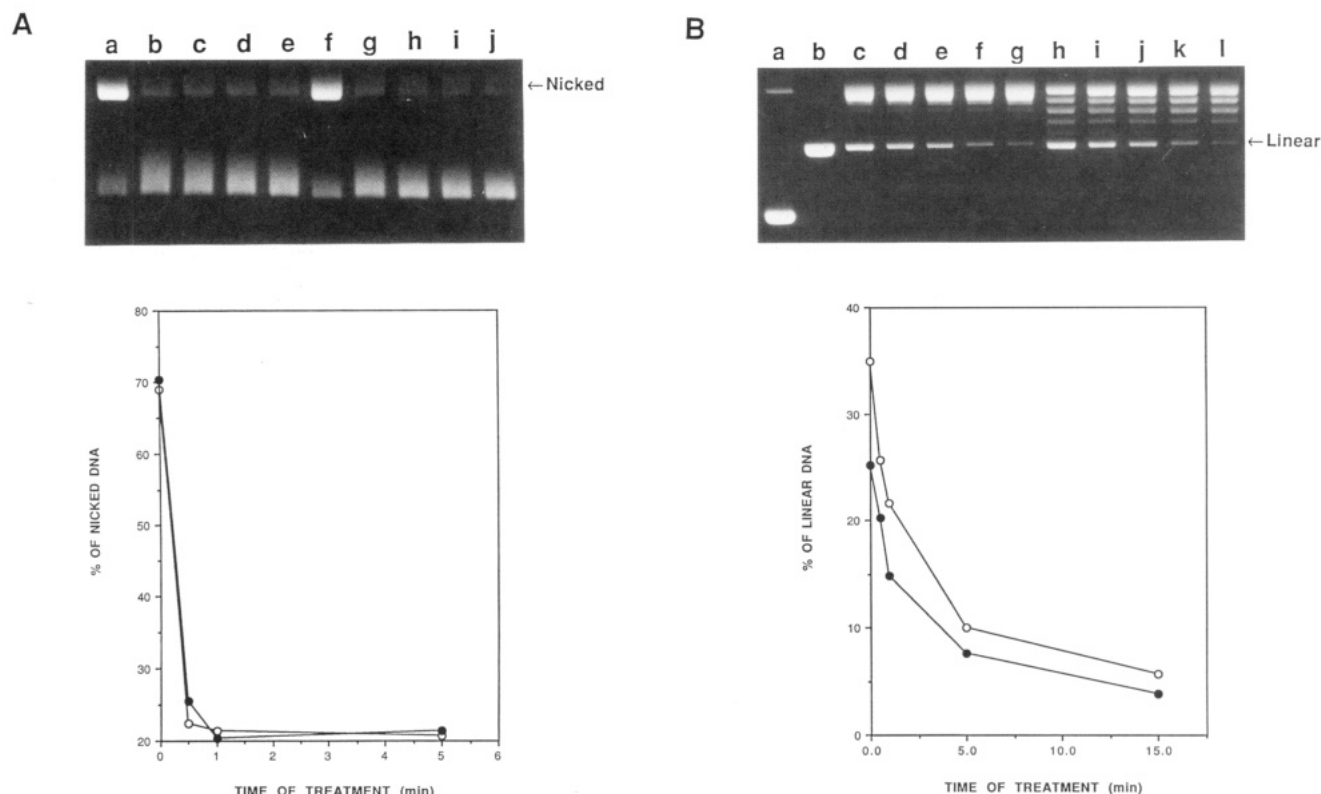 A
a b c d e f g h i j
←Nicked
80
70
60
50
40
30
20
0 1 2 3 4 5 6
% OF NICKED DNA
TIME OF TREATMENT (min)
B
a b c d e f g h i j k l
←Linear
40
30
20
10
0
0.0 5.0 10.0 15.0
% OF LINEAR DNA
TIME OF TREATMENT (min)